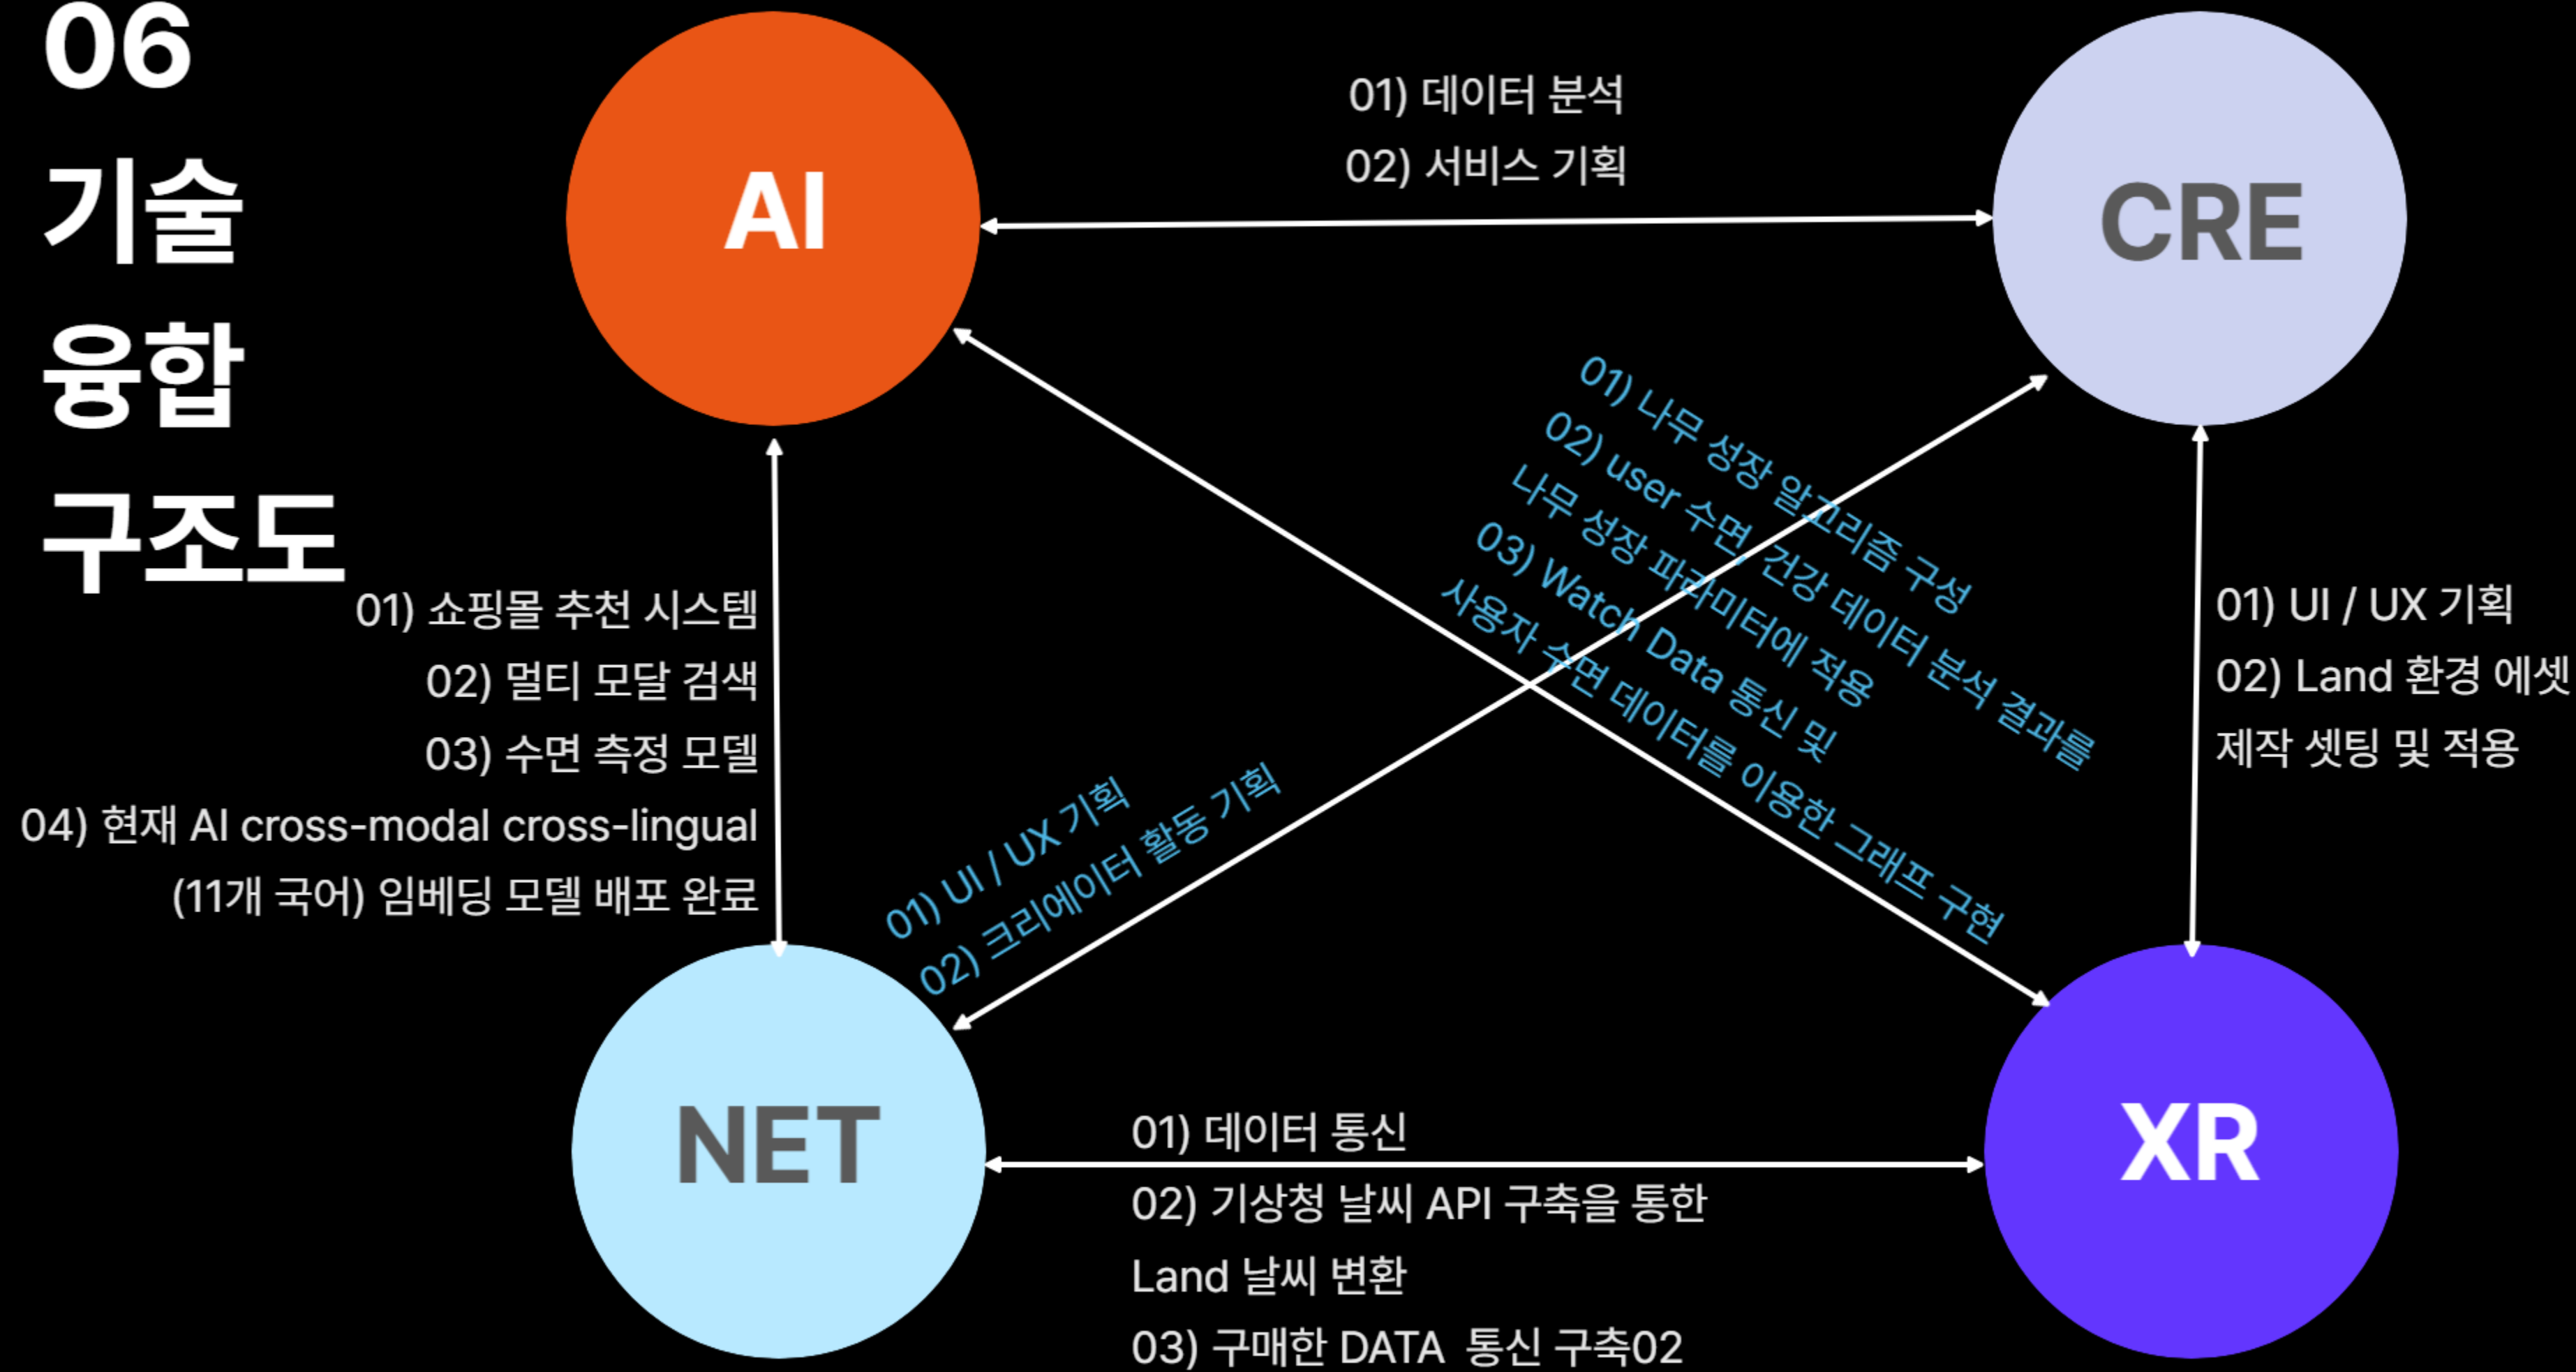 06
기술
융합
구조도
AI
CRE
01) 데이터 분석
02) 서비스 기획
01) 나무 성장 알고리즘 구성
02) user 수면, 건강 데이터 분석 결과를
나무 성장 파라미터에 적용
03) Watch Data 통신 및
사용자 수면 데이터를 이용한 그래프 구현
01) 쇼핑몰 추천 시스템
02) 멀티 모달 검색
03) 수면 측정 모델
04) 현재 AI cross-modal cross-lingual
(11개 국어) 임베딩 모델 배포 완료
01) UI / UX 기획
02) Land 환경 에셋
제작 셋팅 및 적용
01) UI / UX 기획
02) 크리에이터 활동 기획
NET
XR
01) 데이터 통신
02) 기상청 날씨 API 구축을 통한
Land 날씨 변환
03) 구매한 DATA 통신 구축02